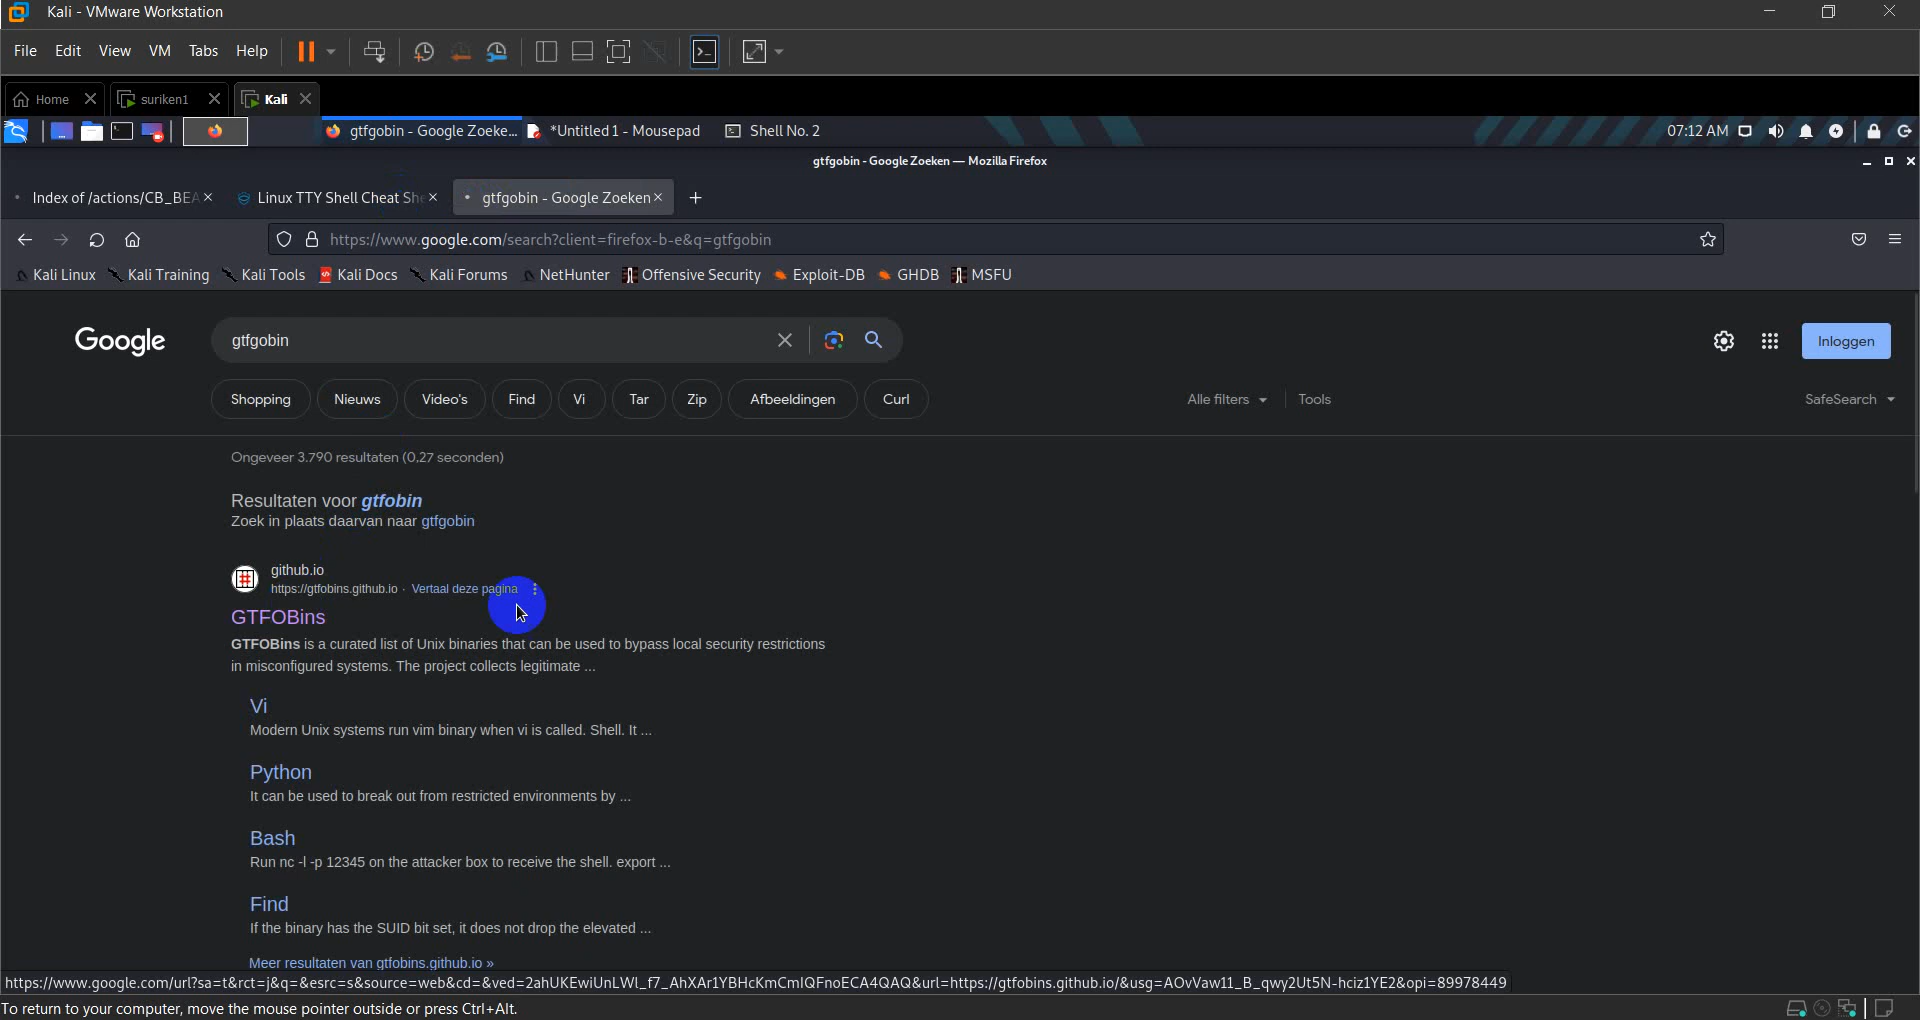 Kali - VMware Workstation
File Edit View VM Tabs Help
Home suriken1 Kali
gtfgobin - Google Zoeke... *Untitled 1 - Mousepad Shell No. 2 07:12 AM
gtfgobin - Google Zoeken — Mozilla Firefox
Index of /actions/CB_BEA Linux TTY Shell Cheat She gtfgobin - Google Zoeken
https://www.google.com/search?client=firefox-b-e&q=gtfgobin
Kali Linux Kali Training Kali Tools Kali Docs Kali Forums NetHunter Offensive Security Exploit-DB GHDB MSFU
Google gtfgobin Inloggen
Shopping Nieuws Video's Find Vi Tar Zip Afbeeldingen Curl Alle filters Tools SafeSearch
Ongeveer 3.790 resultaten (0,27 seconden)
Resultaten voor gtfobin
Zoek in plaats daarvan naar gtfgobin
github.io
https://gtfobins.github.io · Vertaal deze pagina
GTFOBins
GTFOBins is a curated list of Unix binaries that can be used to bypass local security restrictions
in misconfigured systems. The project collects legitimate ...
Vi
Modern Unix systems run vim binary when vi is called. Shell. It ...
Python
It can be used to break out from restricted environments by ...
Bash
Run nc -l -p 12345 on the attacker box to receive the shell. export ...
Find
If the binary has the SUID bit set, it does not drop the elevated ...
Meer resultaten van gtfobins.github.io »
https://www.google.com/url?sa=t&rct=j&q=&esrc=s&source=web&cd=&ved=2ahUKEwiUnLWl_f7_AhXAr1YBHcKmCmIQFnoECA4QAQ&url=https://gtfobins.github.io/&usg=AOvVaw11_B_qwy2Ut5N-hciz1YE2&opi=89978449
To return to your computer, move the mouse pointer outside or press Ctrl+Alt.